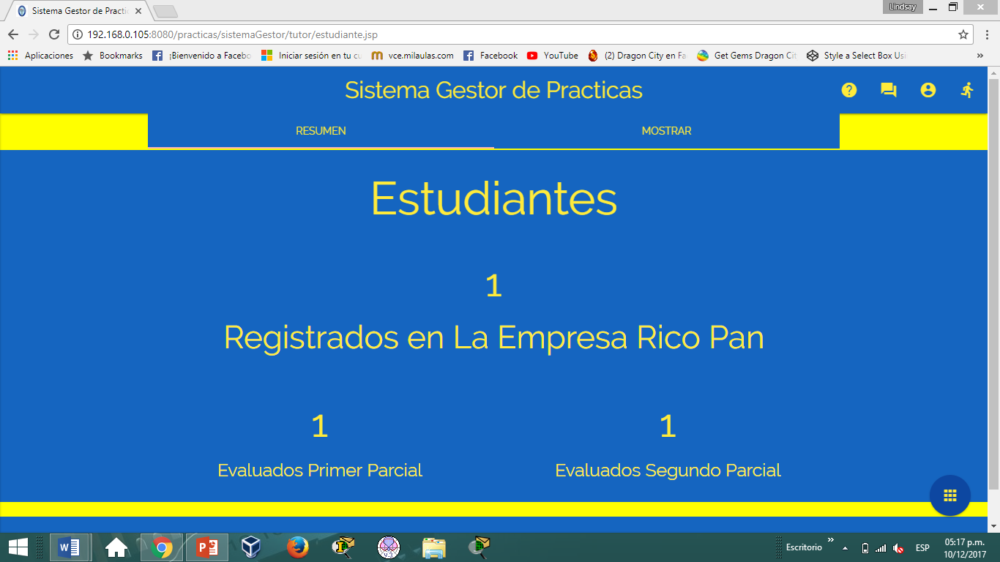 Sistema Gestor de Practic
Lindsay
192.168.0.105:8080/practicas/sistemaGestor/tutor/estudiante.jsp
Aplicaciones Bookmarks ¡Bienvenido a Facebo Iniciar sesión en tu cu vce.milaulas.com Facebook YouTube (2) Dragon City en Fa Get Gems Dragon Cit Style a Select Box Usi »
Sistema Gestor de Practicas
RESUMEN MOSTRAR
Estudiantes
1
Registrados en La Empresa Rico Pan
1 1
Evaluados Primer Parcial Evaluados Segundo Parcial
Escritorio » ESP 05:17 p.m.
10/12/2017